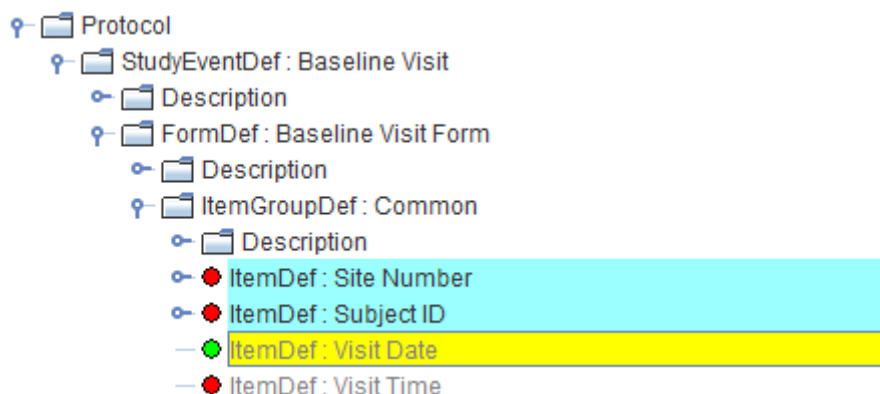 Protocol
StudyEventDef : Baseline Visit
Description
FormDef : Baseline Visit Form
Description
ItemGroupDef : Common
Description
ItemDef : Site Number
ItemDef : Subject ID
ItemDef : Visit Date
ItemDef : Visit Time